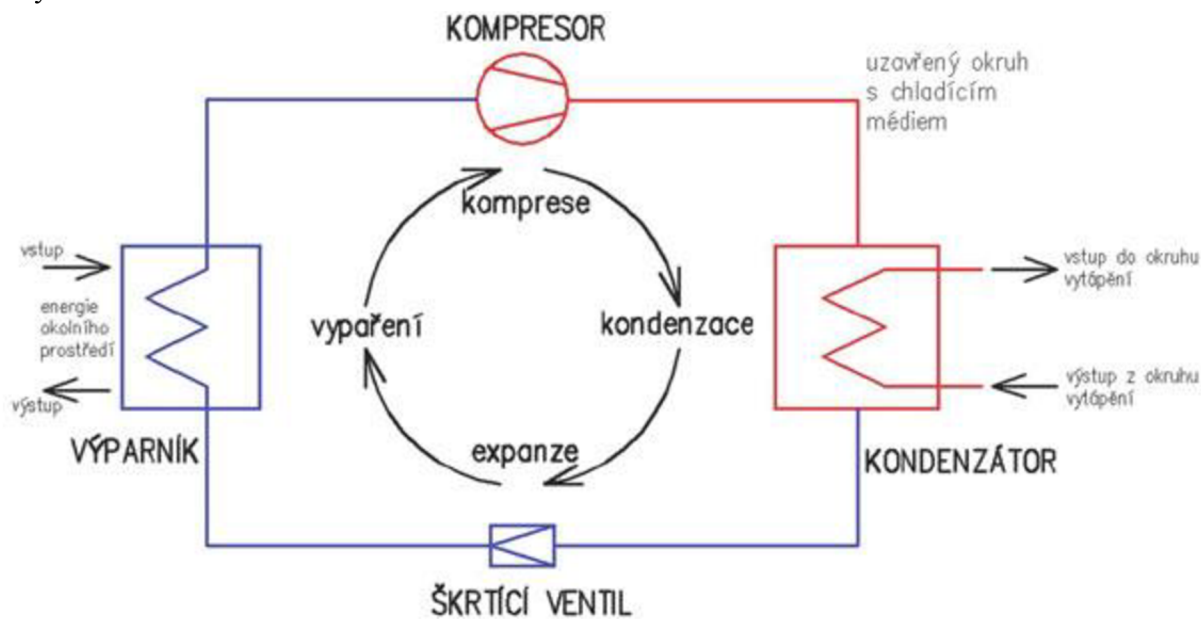 KOMPRESOR
uzavřený okruh
s chladícím
médiem
komprese
vstup
energie
okolního
prostředí
výstup
vypaření
kondenzace
vstup do okruhu
vytápění
výstup z okruhu
vytápění
VÝPARNÍK
expanze
KONDENZÁTOR
ŠKRTÍCÍ VENTIL